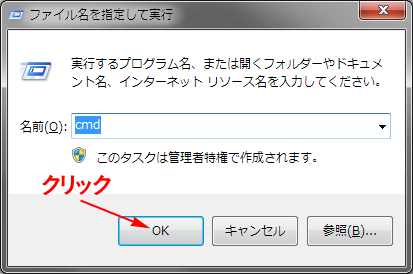 ファイル名を指定して実行
実行するプログラム名、または開くフォルダーやドキュメ
ント名、インターネット リソース名を入力してください。
名前(O): cmd
このタスクは管理者特権で作成されます。
クリック
OK キャンセル 参照(B)...